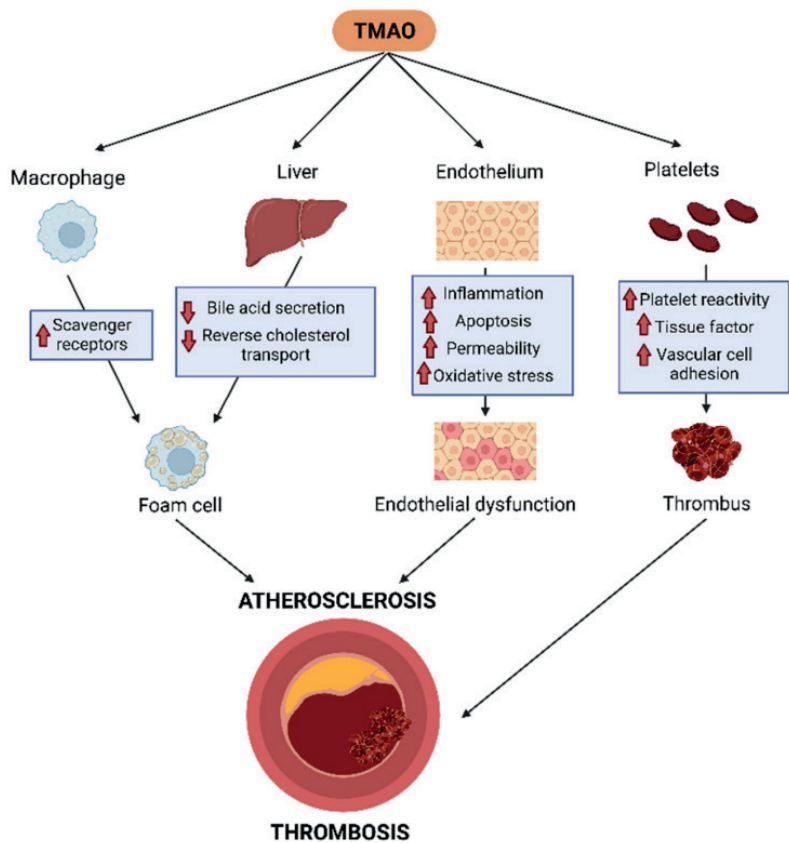 TMAO
Macrophage
Liver
Endothelium
Platelets
Scavenger
receptors
Bile acid secretion
Reverse cholesterol
transport
Inflammation
Apoptosis
Permeability
Oxidative stress
Platelet reactivity
Tissue factor
Vascular cell
adhesion
Foam cell
Endothelial dysfunction
Thrombus
ATHEROSCLEROSIS
THROMBOSIS